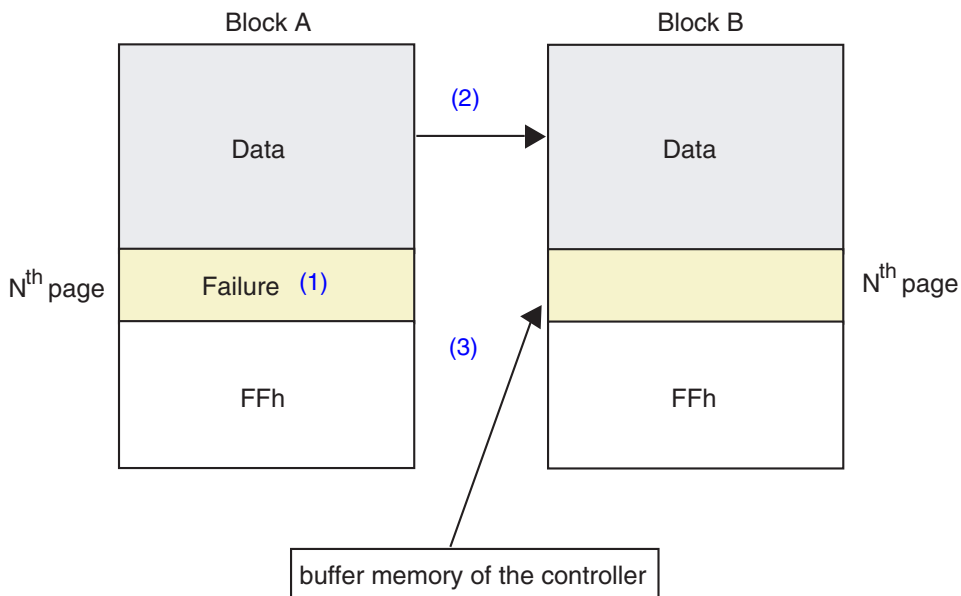 Block A
Block B
(2)
Data
Data
Nth page
Failure (1)
Nth page
(3)
FFh
FFh
buffer memory of the controller